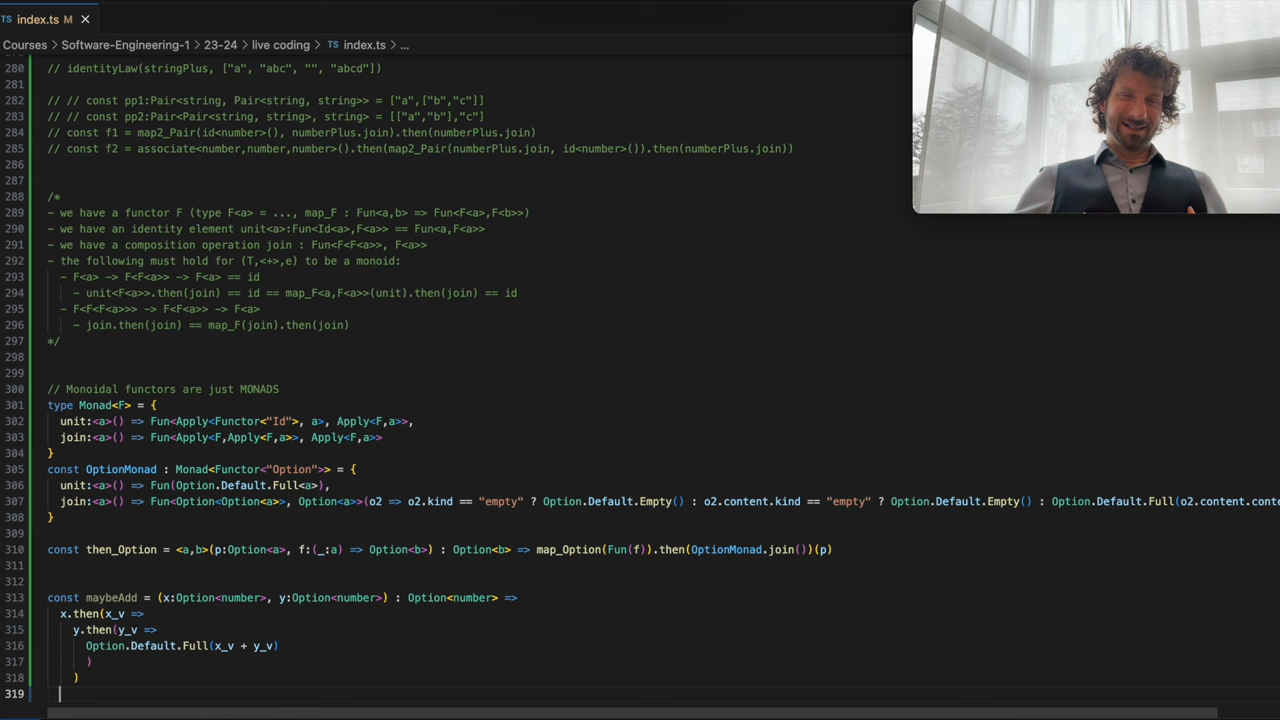 TS index.ts M ×
Courses > Software-Engineering-1 > 23-24 > live coding > TS index.ts > ...
280 // identityLaw(stringPlus, ["a", "abc", "", "abcd"])
281
282 // // const pp1:Pair<string, Pair<string, string>> = ["a",["b","c"]]
283 // // const pp2:Pair<Pair<string, string>, string> = [["a","b"],"c"]
284 // const f1 = map2_Pair(id<number>(), numberPlus.join).then(numberPlus.join)
285 // const f2 = associate<number,number,number>().then(map2_Pair(numberPlus.join, id<number>()).then(numberPlus.join))
286
287
288 /*
289 - we have a functor F (type F<a> = ..., map_F : Fun<a,b> => Fun<F<a>,F<b>>)
290 - we have an identity element unit<a>:Fun<Id<a>,F<a>> == Fun<a,F<a>>
291 - we have a composition operation join : Fun<F<F<a>>, F<a>>
292 - the following must hold for (T,<+>,e) to be a monoid:
293 - F<a> -> F<F<a>> -> F<a> == id
294 - unit<F<a>>.then(join) == id == map_F<a,F<a>>(unit).then(join) == id
295 - F<F<F<a>>> -> F<F<a>> -> F<a>
296 - join.then(join) == map_F(join).then(join)
297 */
298
299
300 // Monoidal functors are just MONADS
301 type Monad<F> = {
302 unit:<a>() => Fun<Apply<Functor<"Id">, a>, Apply<F,a>>,
303 join:<a>() => Fun<Apply<F,Apply<F,a>>, Apply<F,a>>
304 }
305 const OptionMonad : Monad<Functor<"Option">> = {
306 unit:<a>() => Fun(Option.Default.Full<a>),
307 join:<a>() => Fun<Option<Option<a>>, Option<a>>(o2 => o2.kind == "empty" ? Option.Default.Empty() : o2.content.kind == "empty" ? Option.Default.Empty() : Option.Default.Full(o2.content.conte
308 }
309
310 const then_Option = <a,b>(p:Option<a>, f:(_:a) => Option<b>) : Option<b> => map_Option(Fun(f)).then(OptionMonad.join())(p)
311
312
313 const maybeAdd = (x:Option<number>, y:Option<number>) : Option<number> =>
314 x.then(x_v =>
315 y.then(y_v =>
316 Option.Default.Full(x_v + y_v)
317 )
318 )
319